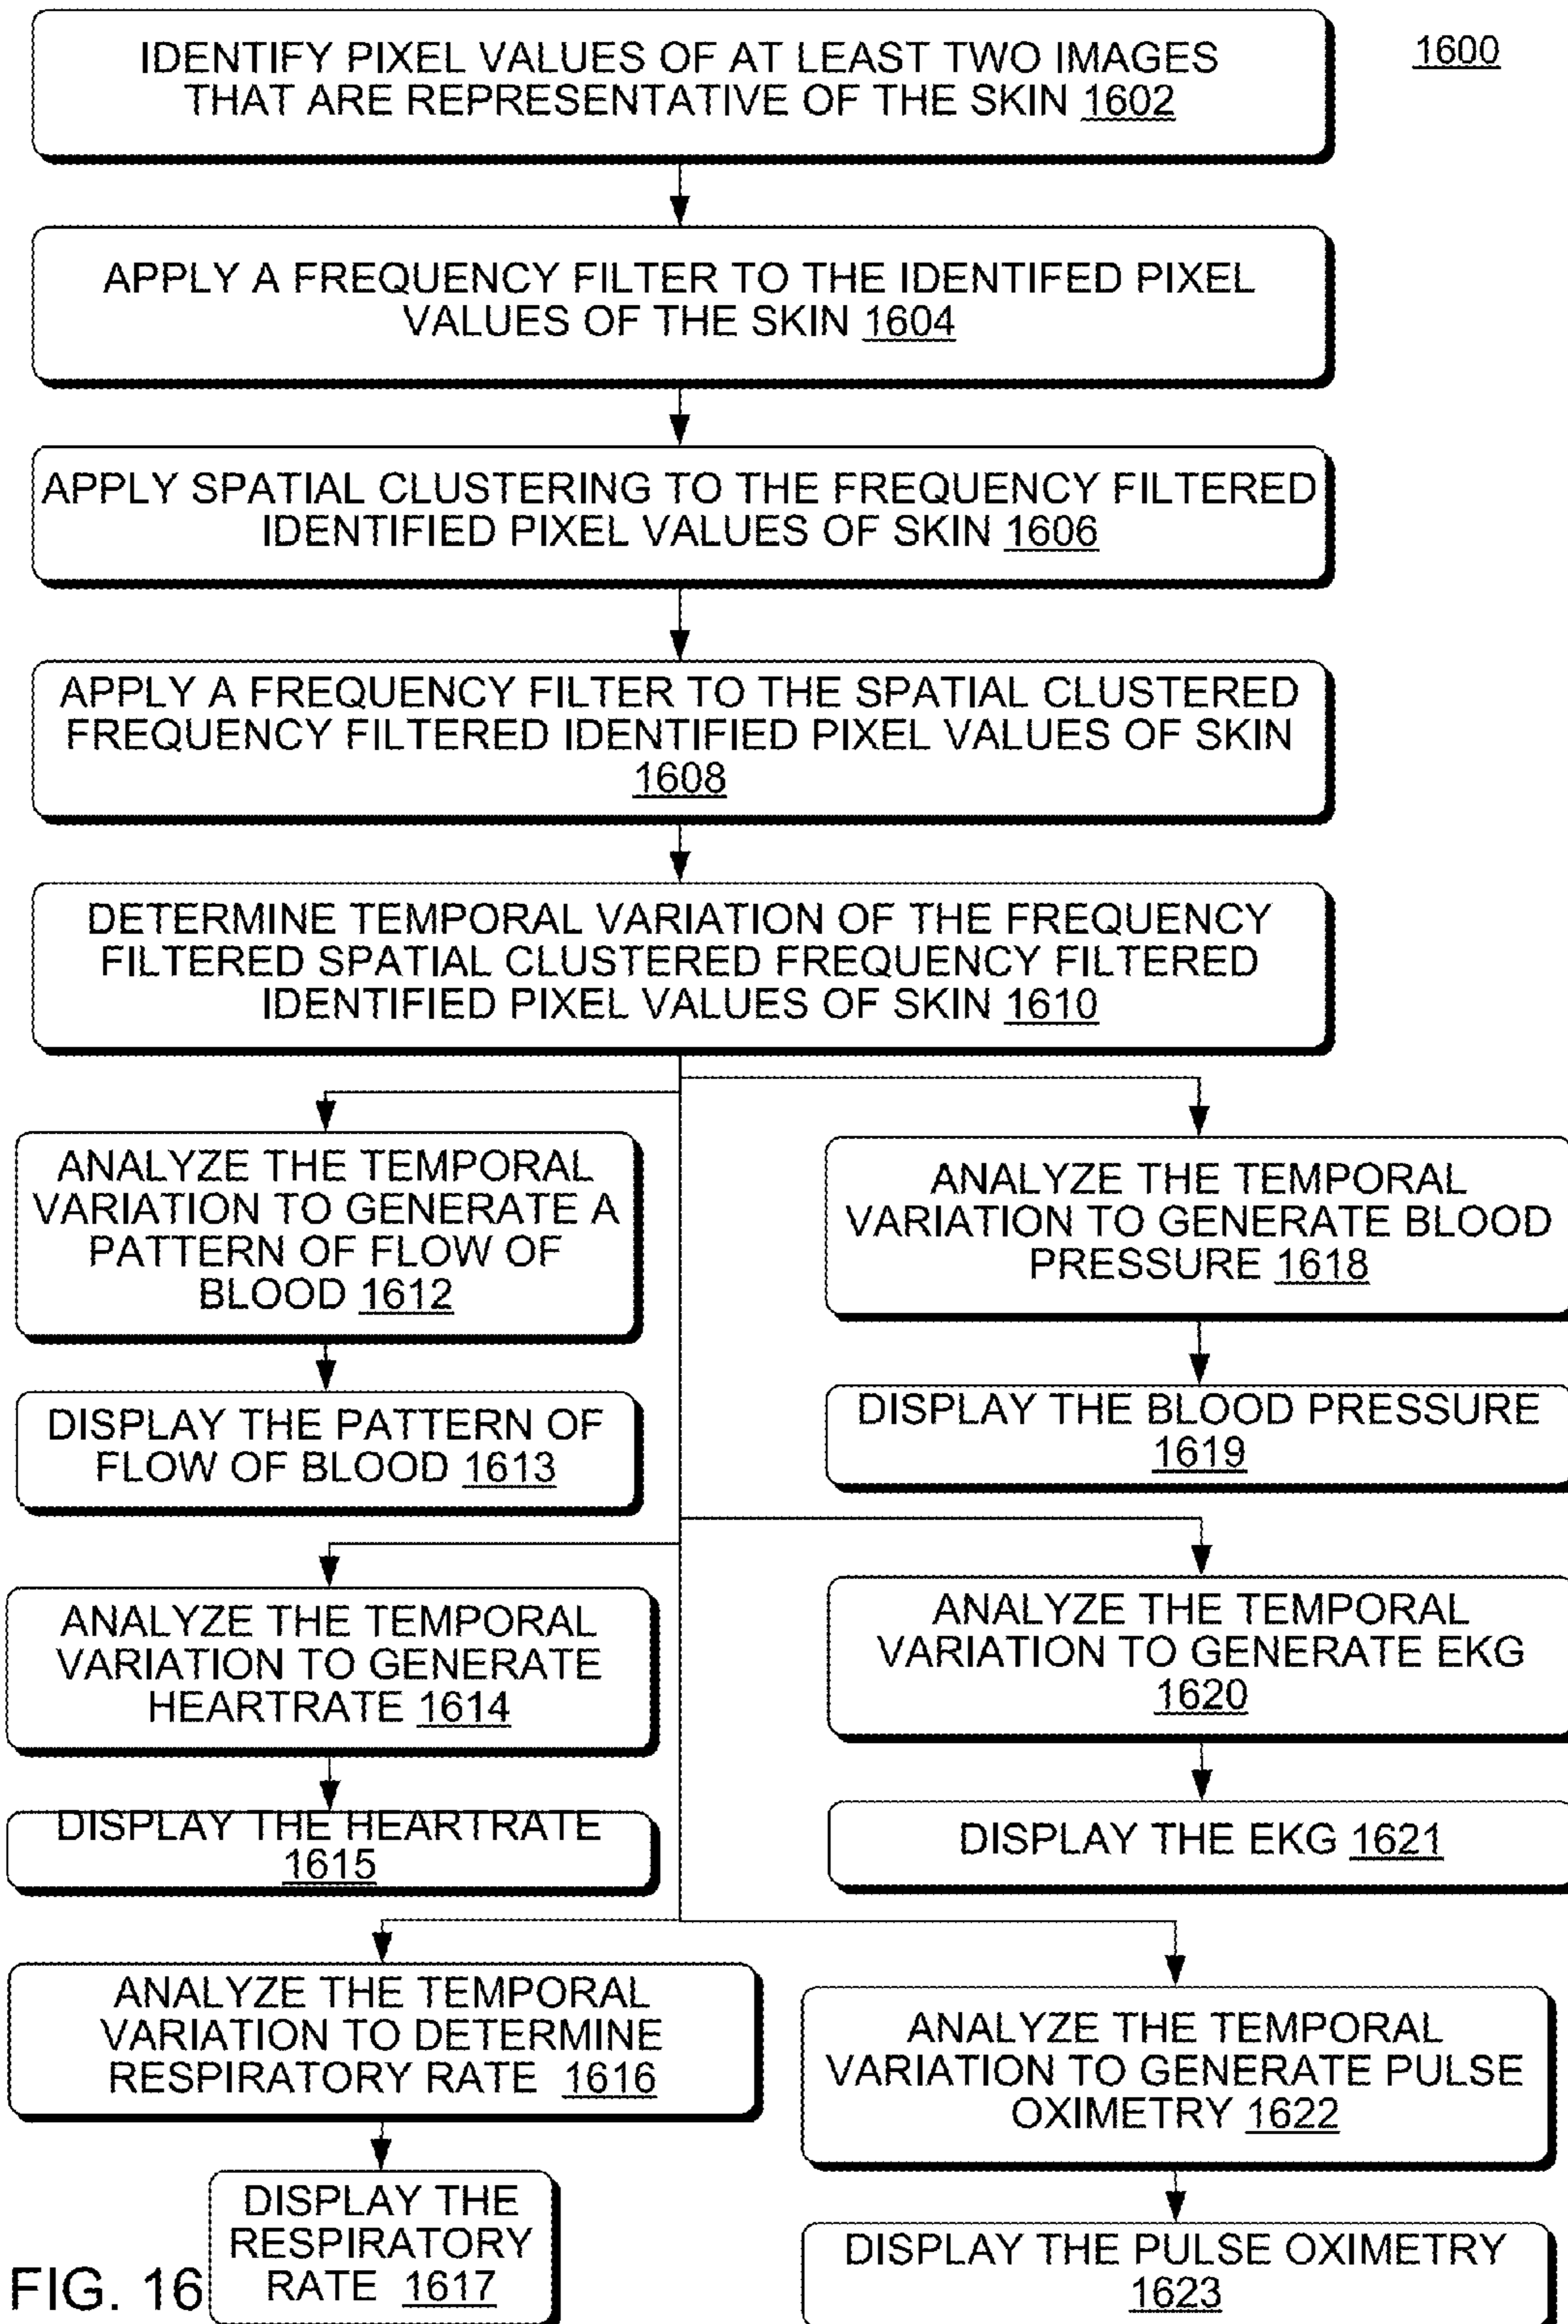 1600
IDENTIFY PIXEL VALUES OF AT LEAST TWO IMAGES
THAT ARE REPRESENTATIVE OF THE SKIN 1602
APPLY A FREQUENCY FILTER TO THE IDENTIFED PIXEL
VALUES OF THE SKIN 1604
APPLY SPATIAL CLUSTERING TO THE FREQUENCY FILTERED
IDENTIFIED PIXEL VALUES OF SKIN 1606
APPLY A FREQUENCY FILTER TO THE SPATIAL CLUSTERED
FREQUENCY FILTERED IDENTIFIED PIXEL VALUES OF SKIN
1608
DETERMINE TEMPORAL VARIATION OF THE FREQUENCY
FILTERED SPATIAL CLUSTERED FREQUENCY FILTERED
IDENTIFIED PIXEL VALUES OF SKIN 1610
ANALYZE THE TEMPORAL
VARIATION TO GENERATE A
PATTERN OF FLOW OF
BLOOD 1612
DISPLAY THE PATTERN OF
FLOW OF BLOOD 1613
ANALYZE THE TEMPORAL
VARIATION TO GENERATE BLOOD
PRESSURE 1618
DISPLAY THE BLOOD PRESSURE
1619
ANALYZE THE TEMPORAL
VARIATION TO GENERATE
HEARTRATE 1614
DISPLAY THE HEARTRATE
1615
ANALYZE THE TEMPORAL
VARIATION TO GENERATE EKG
1620
DISPLAY THE EKG 1621
ANALYZE THE TEMPORAL
VARIATION TO DETERMINE
RESPIRATORY RATE 1616
DISPLAY THE
RESPIRATORY
RATE 1617
ANALYZE THE TEMPORAL
VARIATION TO GENERATE PULSE
OXIMETRY 1622
DISPLAY THE PULSE OXIMETRY
1623
FIG. 16